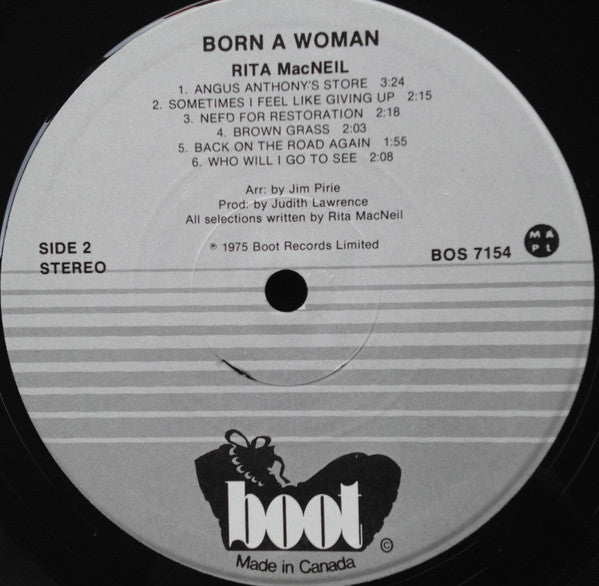 BORN A WOMAN
RITA MacNEIL
1. ANGUS ANTHONY'S STORE 3:24
2. SOMETIMES I FEEL LIKE GIVING UP 2:15
3. NEED FOR RESTORATION 2:18
4. BROWN GRASS 2:03
5. BACK ON THE ROAD AGAIN 1:55
6. WHO WILL I GO TO SEE 2:08
Arr: by Jim Pirie
Prod: by Judith Lawrence
All selections written by Rita MacNeil
℗ 1975 Boot Records Limited
SIDE 2
STEREO
BOS 7154
MA
PL
boot ©
Made in Canada